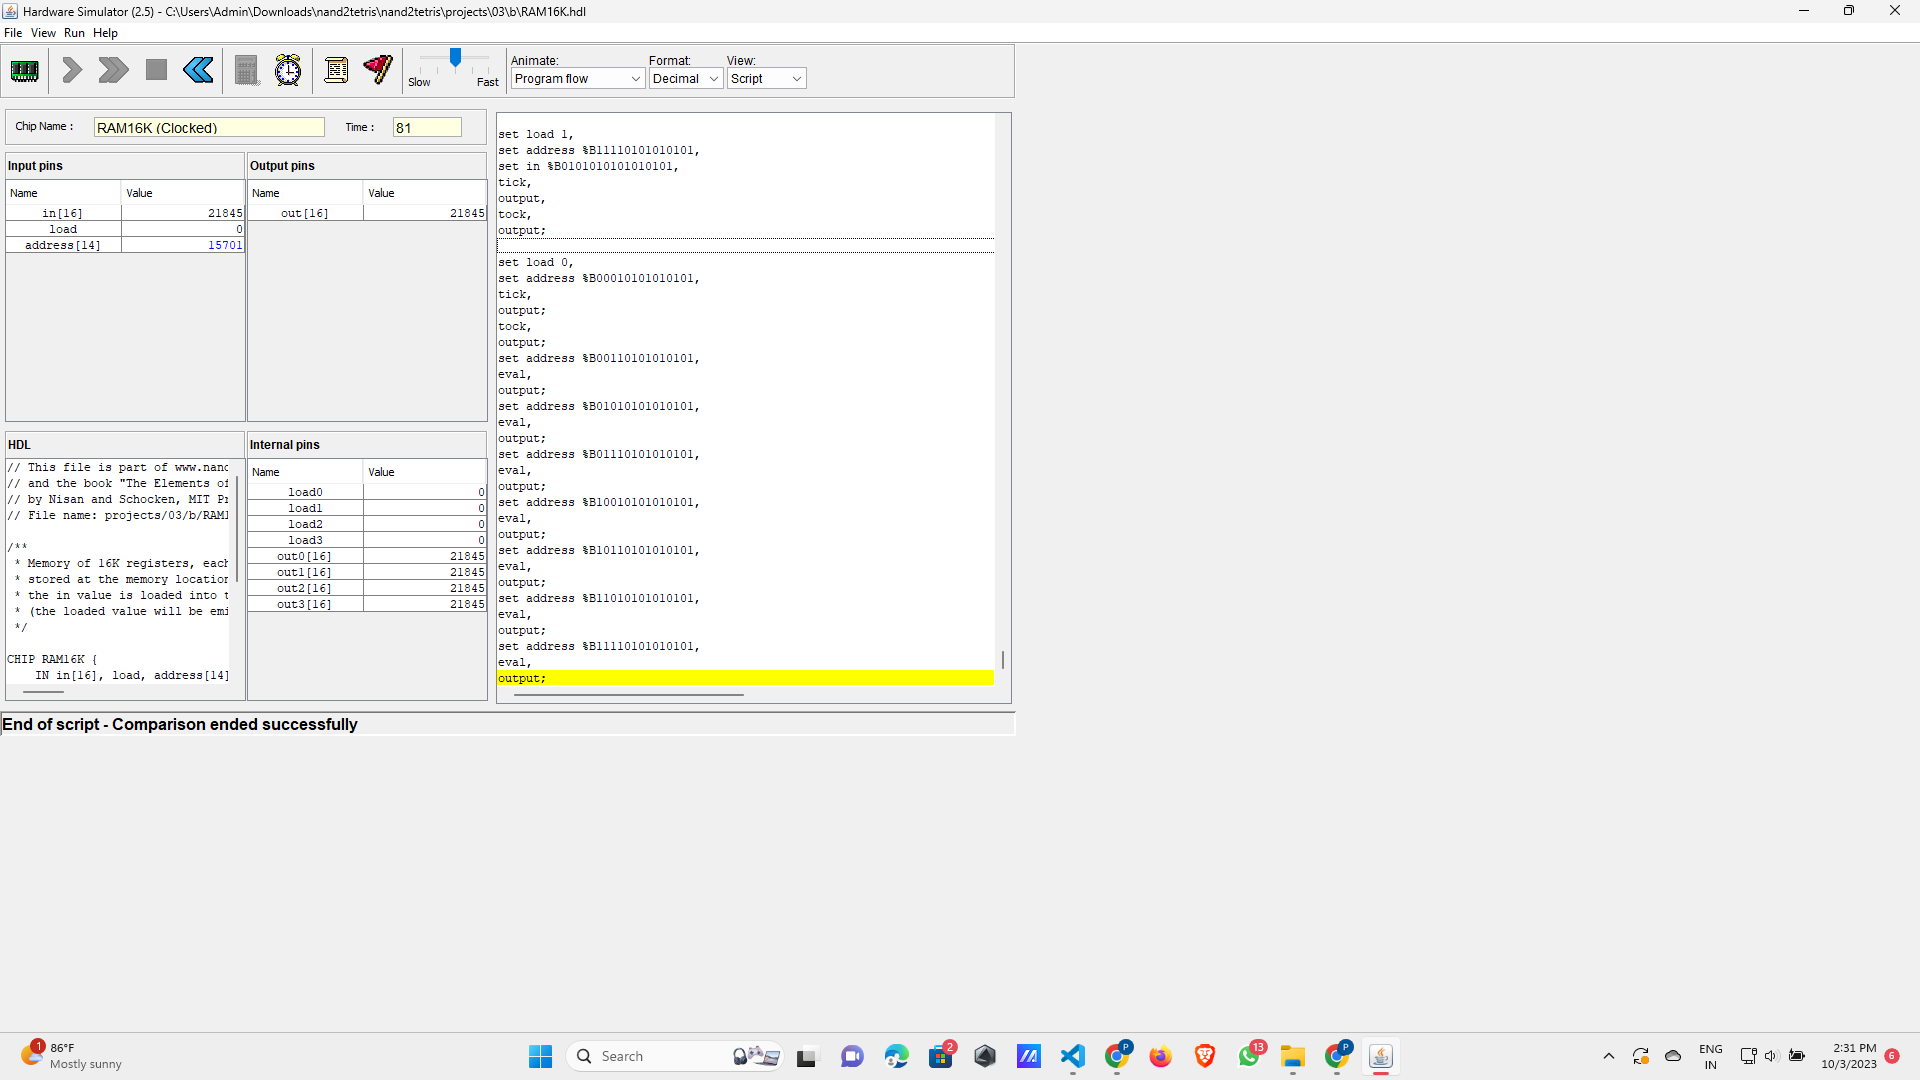 Hardware Simulator (2.5) - C:\Users\Admin\Downloads\nand2tetris\nand2tetris\projects\03\b\RAM16K.hdl
File View Run Help
Slow Fast
Animate: Format: View:
Program flow Decimal Script
Chip Name : RAM16K (Clocked) Time : 81
Input pins
Name Value
in[16] 21845
load 0
address[14] 15701
Output pins
Name Value
out[16] 21845
HDL
// This file is part of www.nand
// and the book "The Elements of
// by Nisan and Schocken, MIT Pr
// File name: projects/03/b/RAM1
/**
* Memory of 16K registers, each
* stored at the memory location
* the in value is loaded into t
* (the loaded value will be emi
*/
CHIP RAM16K {
IN in[16], load, address[14]
Internal pins
Name Value
load0 0
load1 0
load2 0
load3 0
out0[16] 21845
out1[16] 21845
out2[16] 21845
out3[16] 21845
set load 1,
set address %B11110101010101,
set in %B0101010101010101,
tick,
output,
tock,
output;
set load 0,
set address %B00010101010101,
tick,
output;
tock,
output;
set address %B00110101010101,
eval,
output;
set address %B01010101010101,
eval,
output;
set address %B01110101010101,
eval,
output;
set address %B10010101010101,
eval,
output;
set address %B10110101010101,
eval,
output;
set address %B11010101010101,
eval,
output;
set address %B11110101010101,
eval,
output;
End of script - Comparison ended successfully
1
86°F
Mostly sunny
Search
2
13
P
P
ENG
IN
2:31 PM
10/3/2023
6